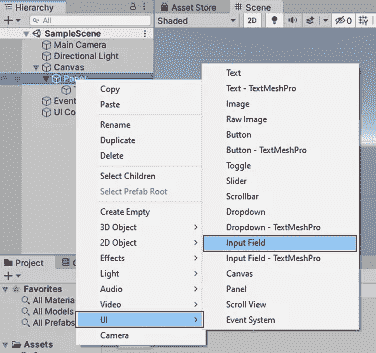 Hierarchy
Asset Store
Scene
All
Shaded
2D
0
SampleScene
Main Camera
Directional Light
Canvas
Event
UI Co
Copy
Paste
Rename
Duplicate
Delete
Select Children
Select Prefab Root
Create Empty
3D Object
2D Object
Effects
Light
Audio
Video
UI
Camera
Text
Text - TextMeshPro
Image
Raw Image
Button
Button - TextMeshPro
Toggle
Slider
Scrollbar
Dropdown
Dropdown - TextMeshPro
Input Field
Input Field - TextMeshPro
Canvas
Panel
Scroll View
Event System
Project
Favorites
All Materia
All Models
All Prefabs
Assets